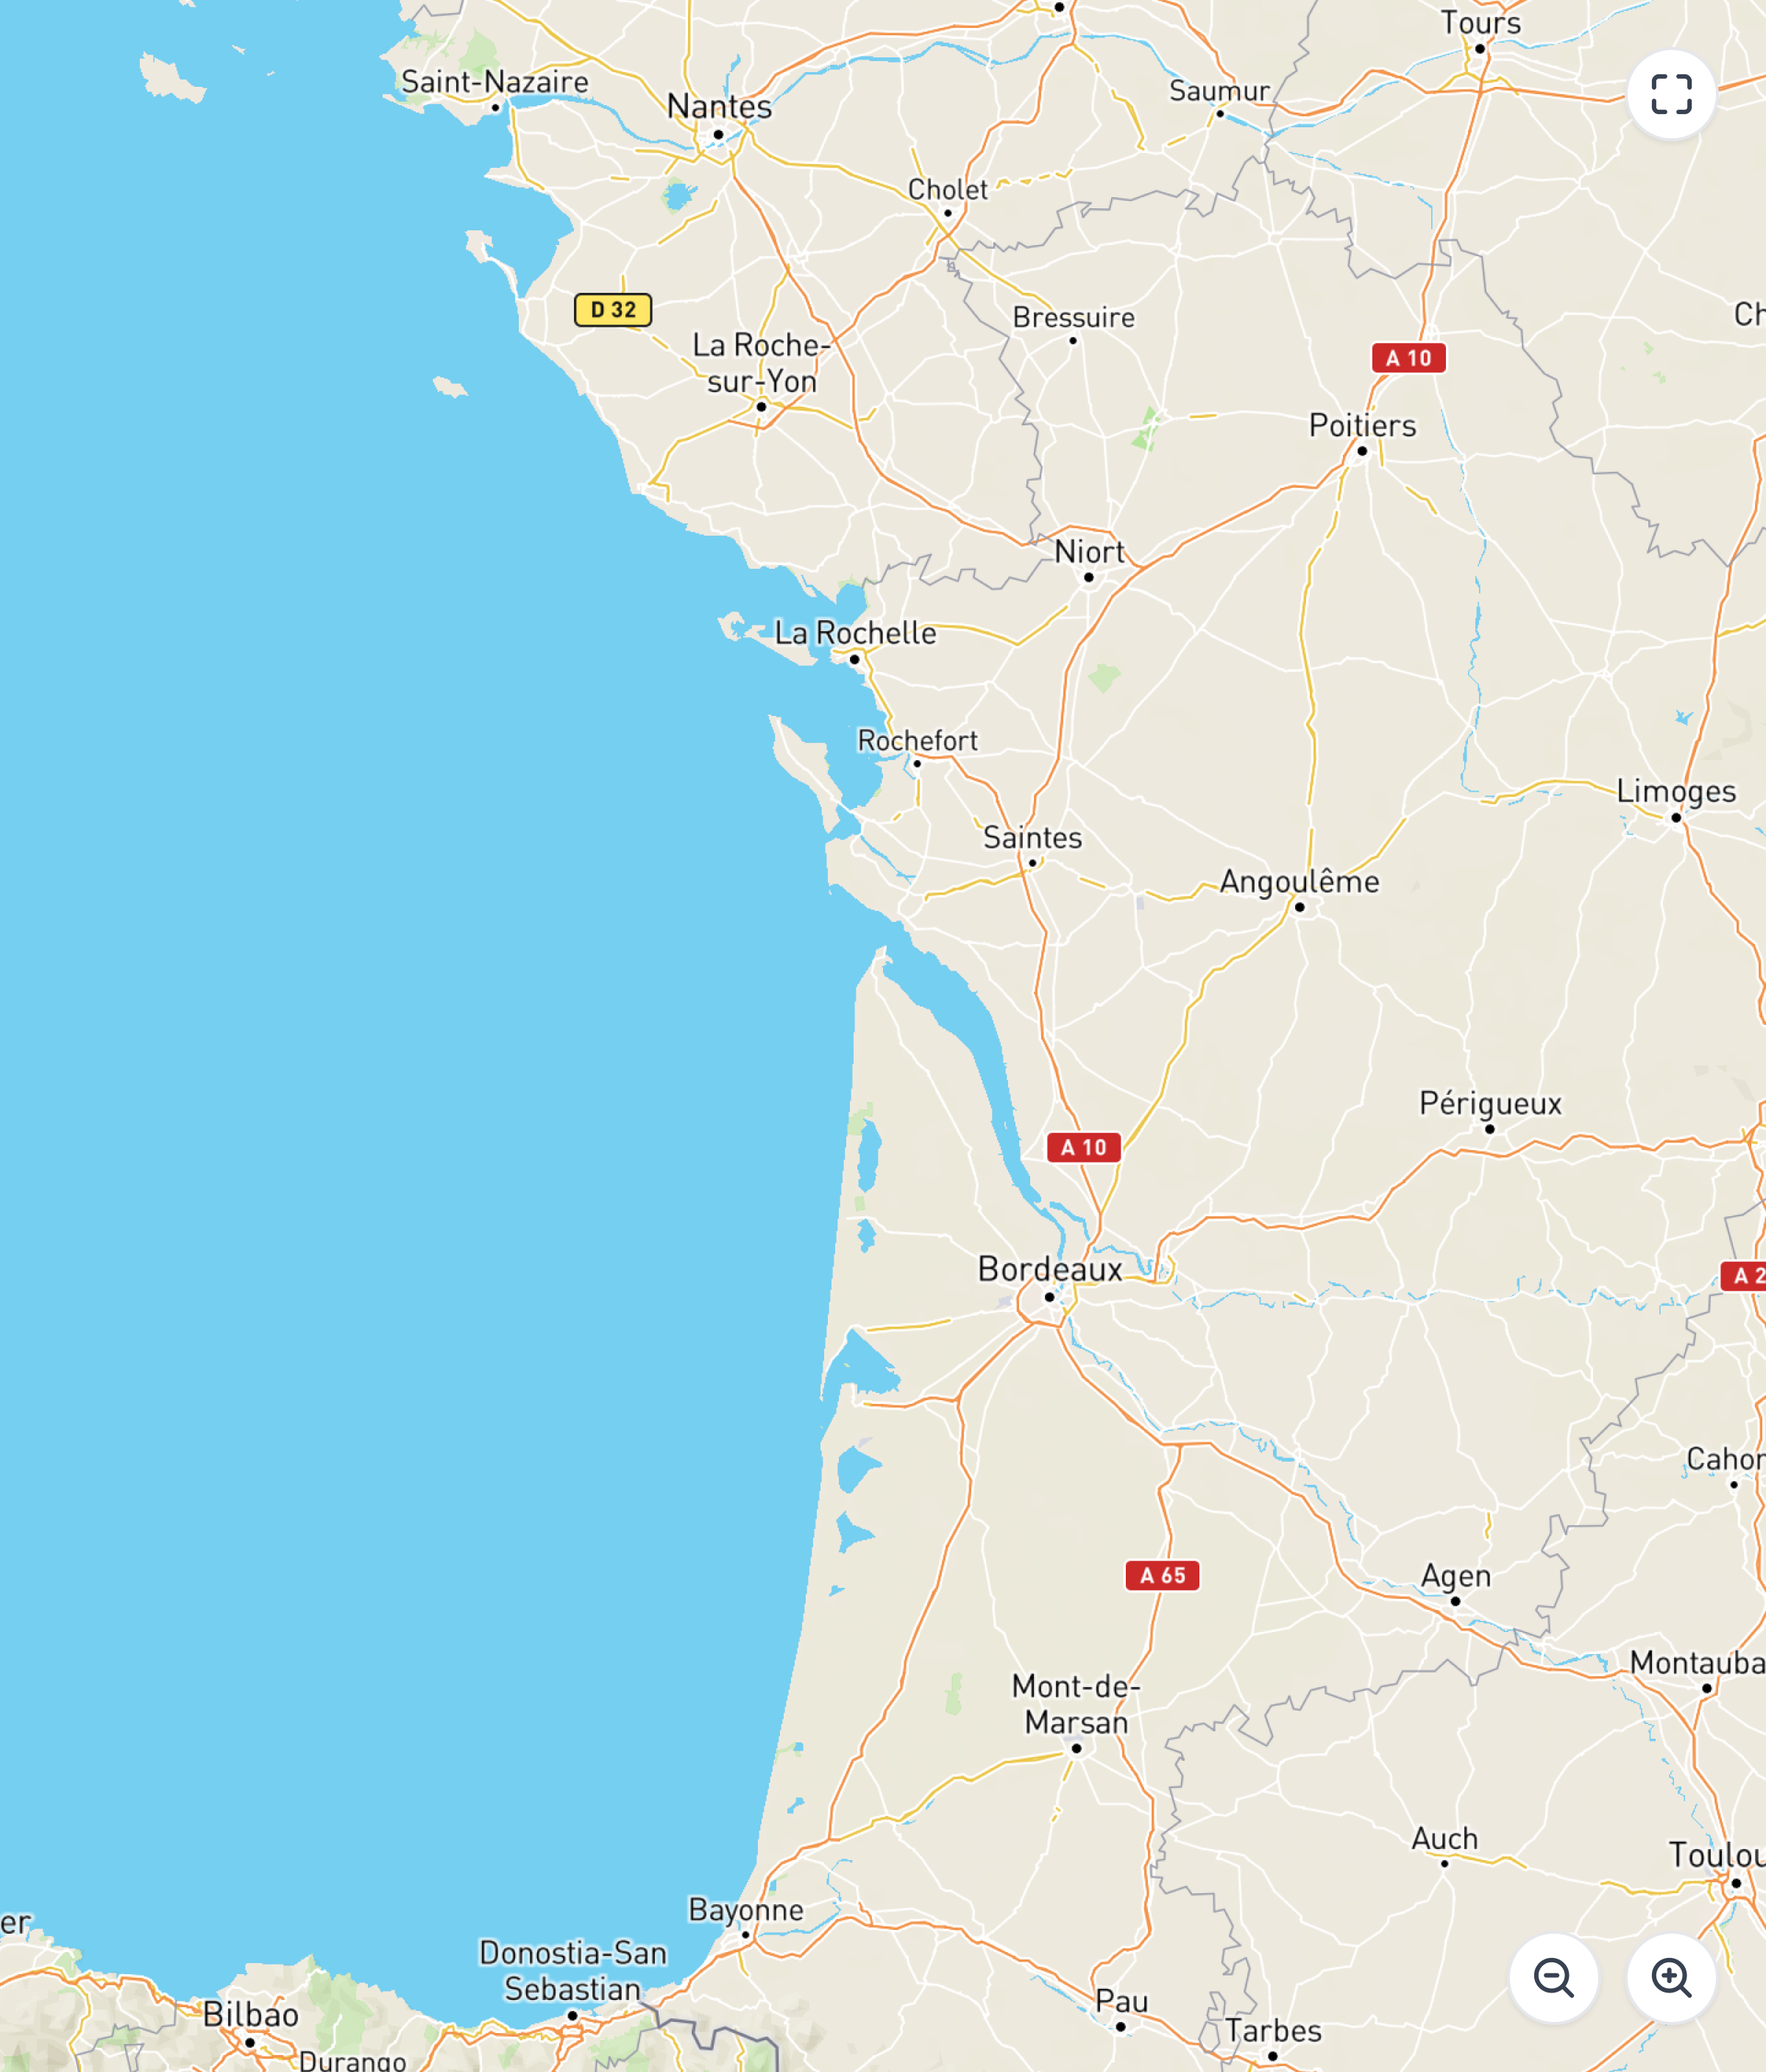 Tours
Saint-Nazaire
Saumur
Nantes
Cholet
D 32
Bressuire
Ch
La Roche-
sur-Yon
A 10
Poitiers
Niort
La Rochelle
Rochefort
Limoges
Saintes
Angoulême
Périgueux
A 10
Bordeaux
A 2
Cahor
A 65
Agen
Montauba
Mont-de-
Marsan
Auch
Toulou
Bayonne
er
Donostia-San
Sebastian
Bilbao
Pau
Tarbes
Durango